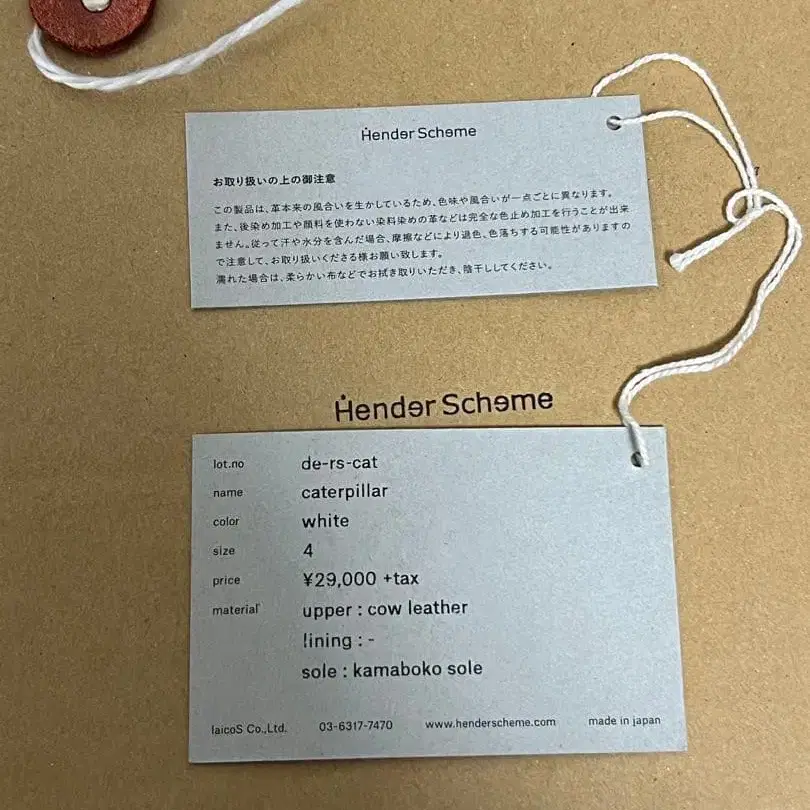 Hender Scheme
お取り扱いの上の御注意
この製品は、革本来の風合いを生かしているため、色味や風合いが一点ごとに異なります。
また、後染め加工や顔料を使わない染料染めの革などは完全な色止め加工を行うことが出来
ません。従って汗や水分を含んだ場合、摩擦などにより退色、色落ちする可能性がありますの
で注意して、お取り扱いくださる様お願い致します。
濡れた場合は、柔らかい布などでお拭き取りいただき、陰干ししてください。
Hender Scheme
lot.no de-rs-cat
name caterpillar
color white
size 4
price ¥29,000 +tax
material upper : cow leather
lining : -
sole : kamaboko sole
laicoS Co.,Ltd. 03-6317-7470 www.henderscheme.com made in japan